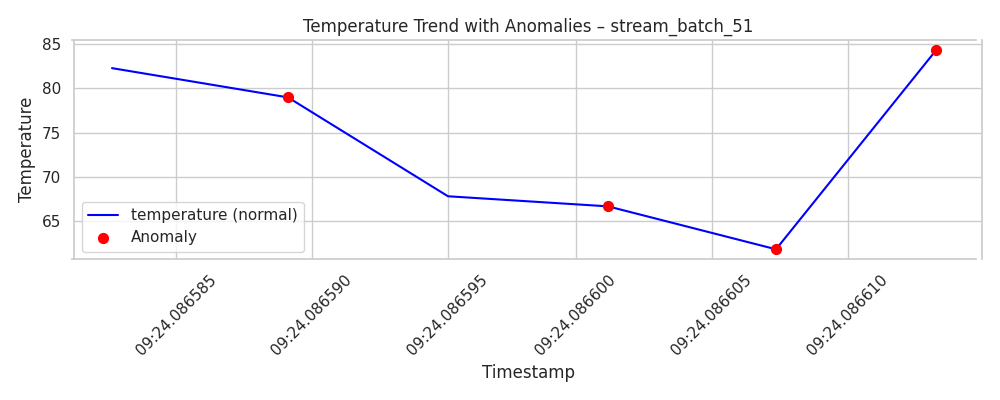 Temperature Trend with Anomalies – stream_batch_51
Temperature
85
80
75
70
65
temperature (normal)
Anomaly
09:24.086585
09:24.086590
09:24.086595
09:24.086600
09:24.086605
09:24.086610
Timestamp